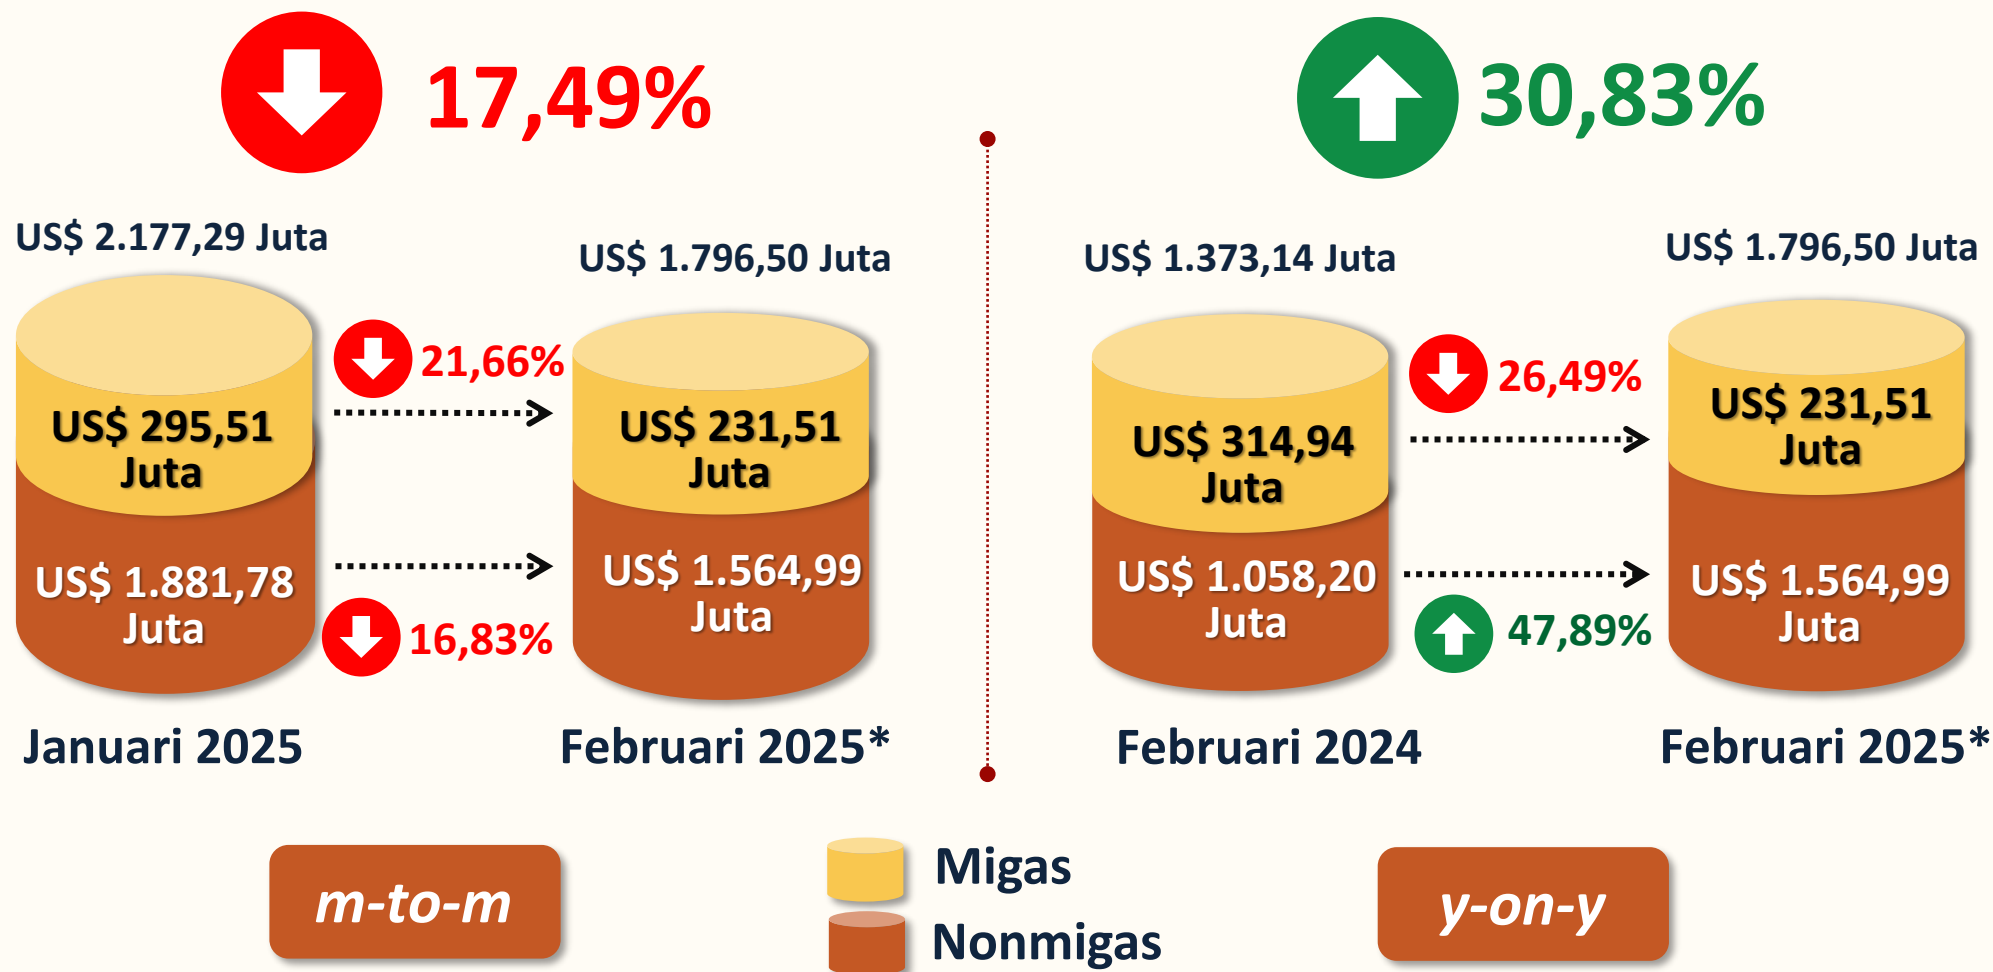 17,49%
US$ 2.177,29 Juta
US$ 1.796,50 Juta
21,66%
US$ 295,51
Juta
US$ 231,51
Juta
US$ 1.881,78
Juta
US$ 1.564,99
Juta
16,83%
Januari 2025
Februari 2025*
m-to-m
30,83%
US$ 1.373,14 Juta
US$ 1.796,50 Juta
26,49%
US$ 314,94
Juta
US$ 231,51
Juta
US$ 1.058,20
Juta
US$ 1.564,99
Juta
47,89%
Februari 2024
Februari 2025*
Migas
Nonmigas
y-on-y